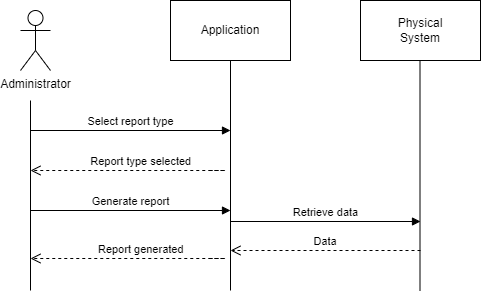 Application
Physical
System
Administrator
Select report type
Report type selected
Generate report
Retrieve data
Data
Report generated